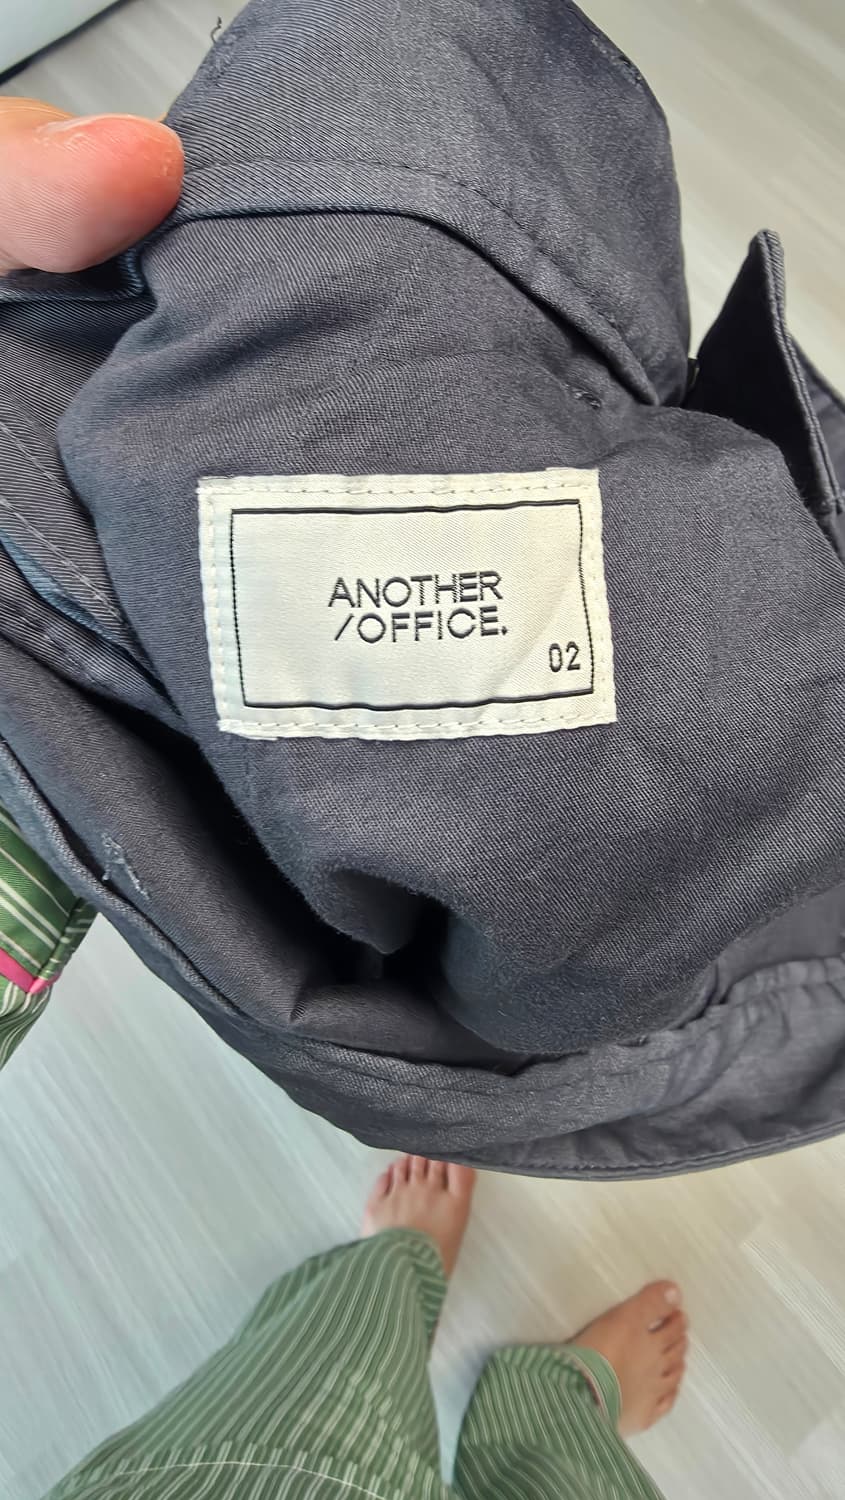 ANOTHER
/OFFICE.
02